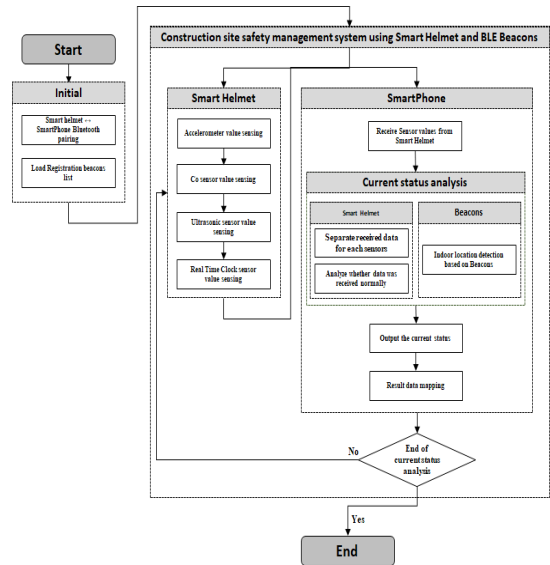 Start
Initial
Smart helmet ↔
SmartPhone Bluetooth
pairing
Load Registration beacons
list
Construction site safety management system using Smart Helmet and BLE Beacons
Smart Helmet
Accelerometer value sensing
Co sensor value sensing
Ultrasonic sensor value
sensing
Real Time Clock sensor
value sensing
SmartPhone
Receive Sensor values from
Smart Helmet
Current status analysis
Smart Helmet
Separate received data
for each sensors
Analyze whether data was
received normally
Beacons
Indoor location detection
based on Beacons
Output the current status
Result data mapping
End of
current status
analysis
No
Yes
End